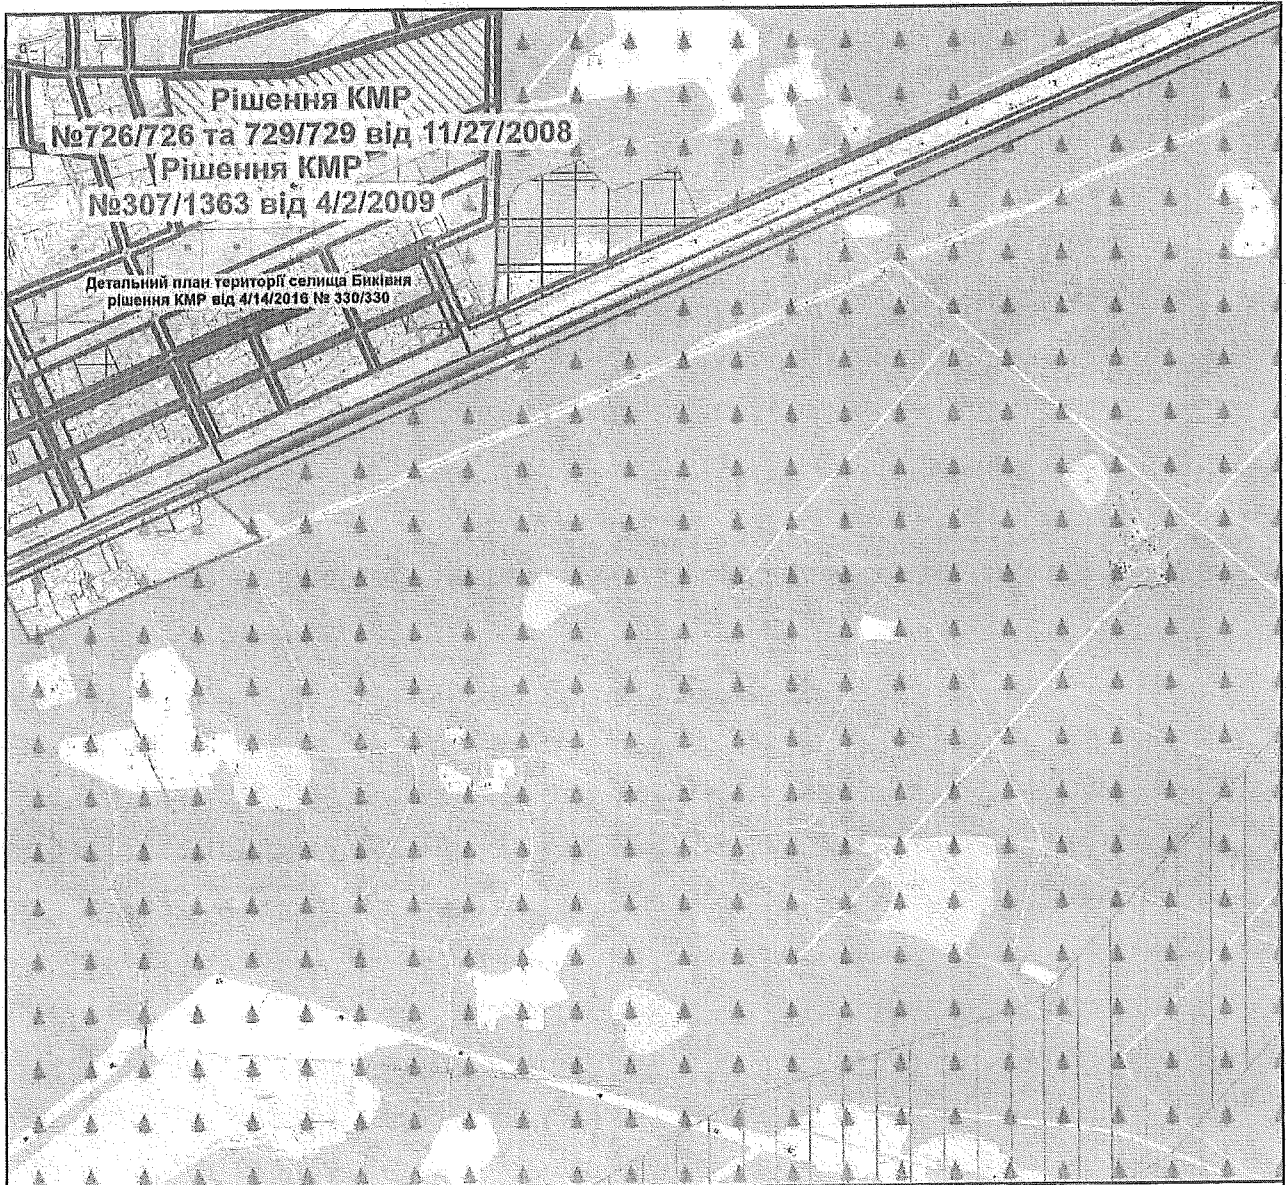 Рішення КМР
№726/726 та 729/729 від 11/27/2008
Рішення КМР
№307/1363 від 4/2/2009
Детальний план території селища Биківня
рішення КМР від 4/14/2016 № 330/330